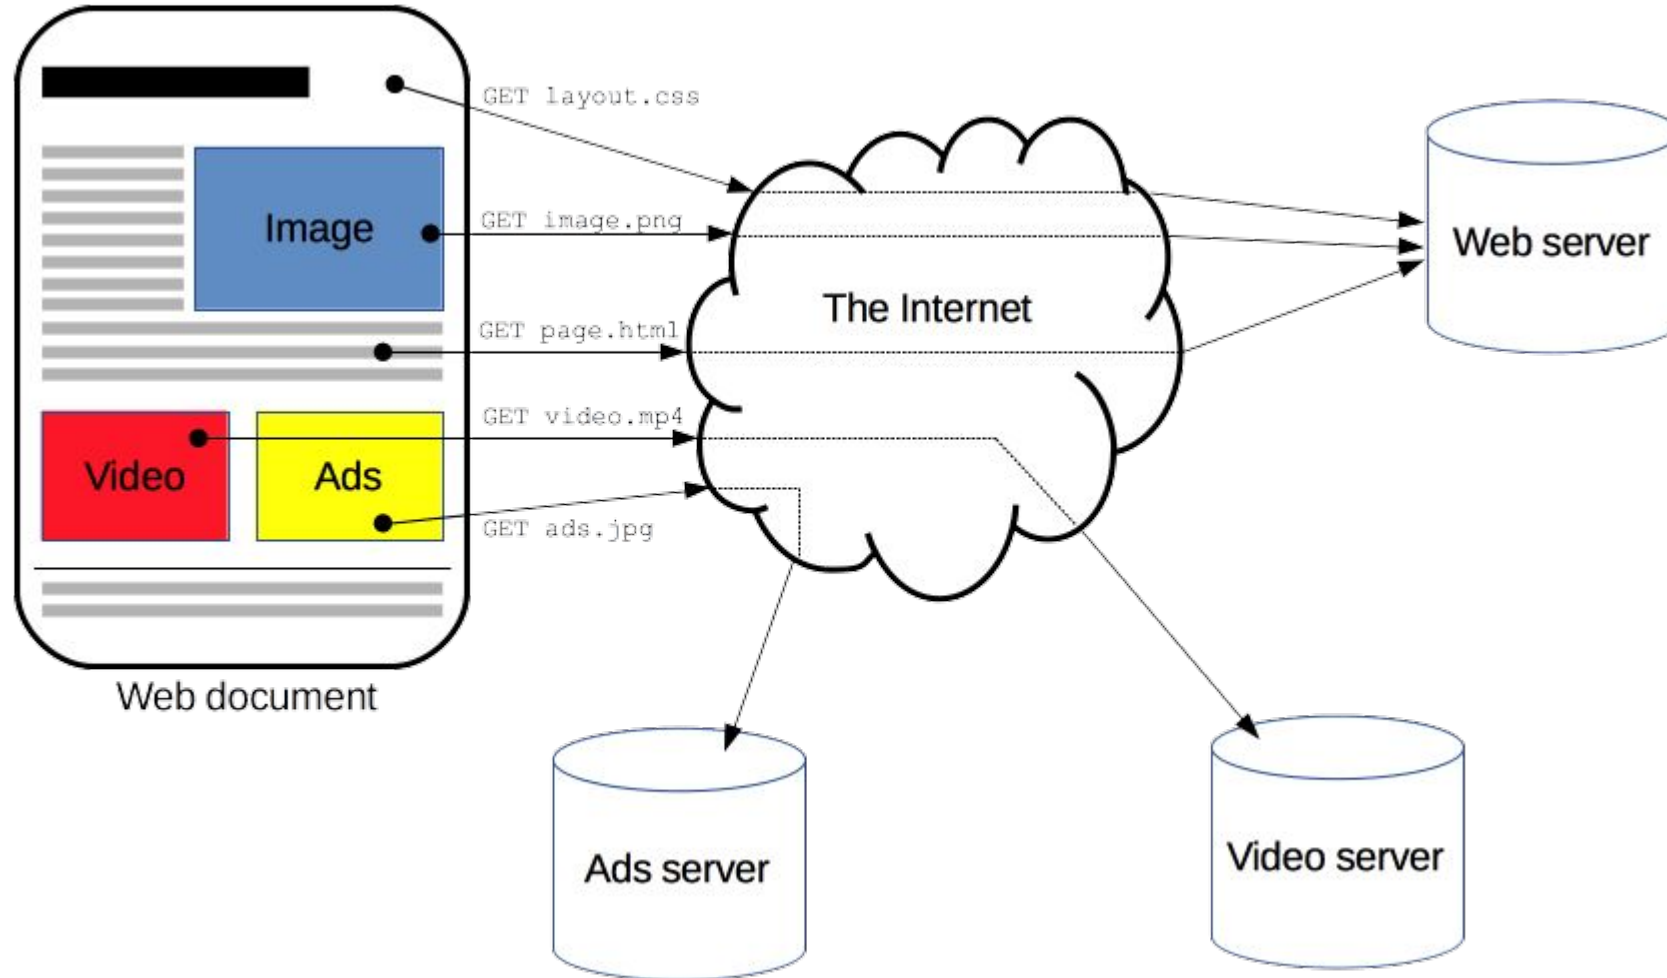 GET layout.css
Image
GET image.png
Web server
The Internet
GET page.html
GET video.mp4
Video
Ads
GET ads.jpg
Web document
Ads server
Video server